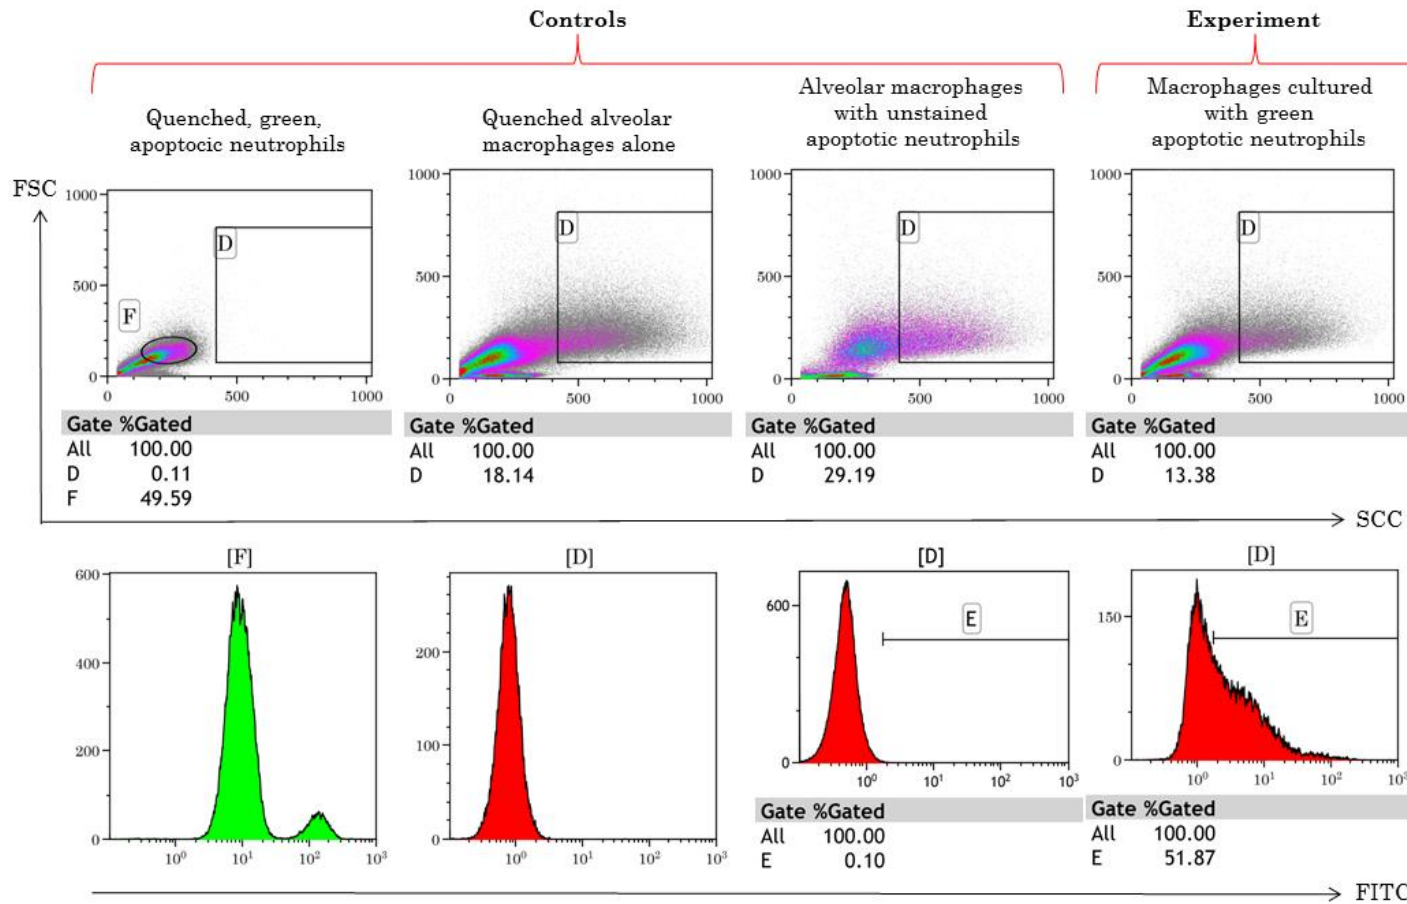 Controls
Experiment
Quenched, green,
apoptocic neutrophils
Quenched alveolar
macrophages alone
Alveolar macrophages
with unstained
apoptotic neutrophils
Macrophages cultured
with green
apoptotic neutrophils
FSC
1000
500
0
D
F
0 500 1000
1000
500
0
D
0 500 1000
1000
500
0
D
0 500 1000
1000
500
0
D
0 500 1000
Gate %Gated
All 100.00
D 0.11
F 49.59
Gate %Gated
All 100.00
D 18.14
Gate %Gated
All 100.00
D 29.19
Gate %Gated
All 100.00
D 13.38
SCC
[F]
600
400
200
0
10⁰ 10¹ 10² 10³
[D]
200
100
0
10⁰ 10¹ 10² 10³
[D]
600
0
E
10⁰ 10¹ 10² 10³
[D]
150
0
E
10⁰ 10¹ 10² 10³
Gate %Gated
All 100.00
E 0.10
Gate %Gated
All 100.00
E 51.87
FITC